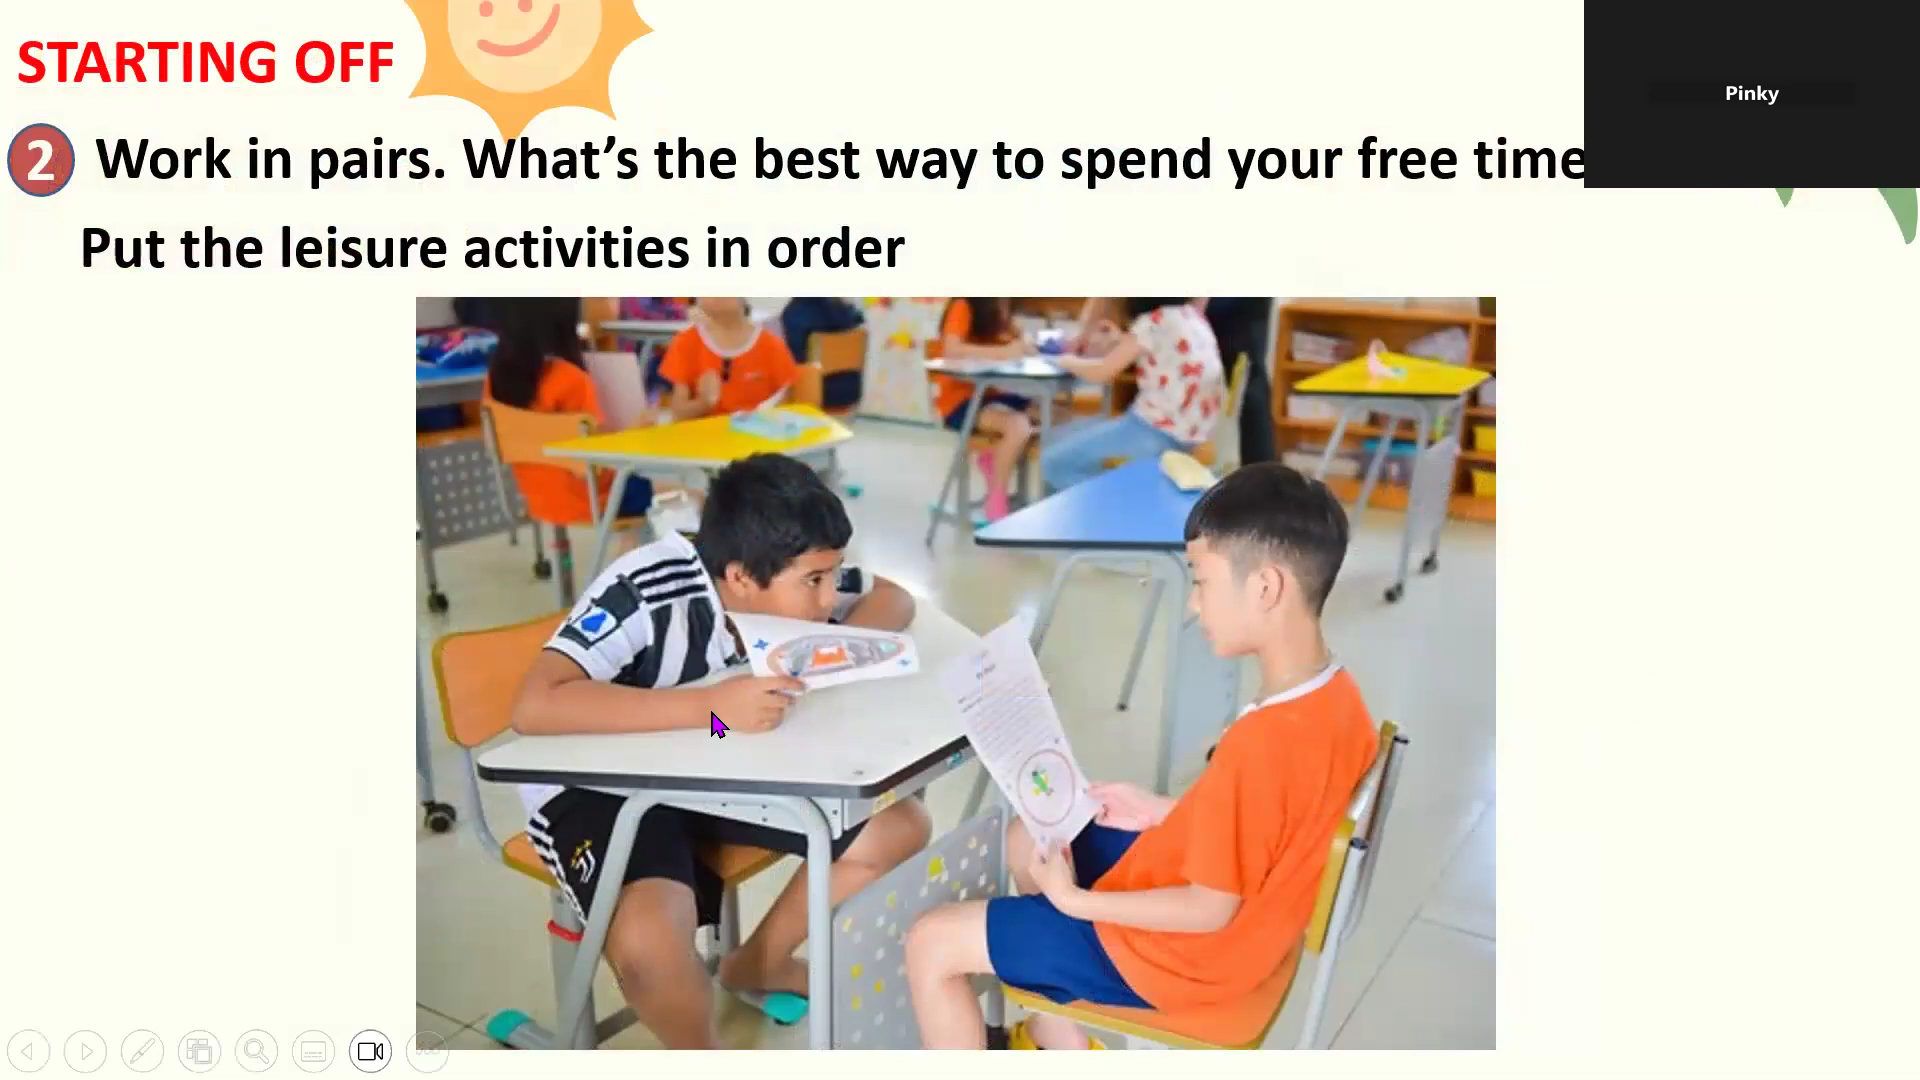 STARTING OFF
Pinky
2 Work in pairs. What's the best way to spend your free time
Put the leisure activities in order